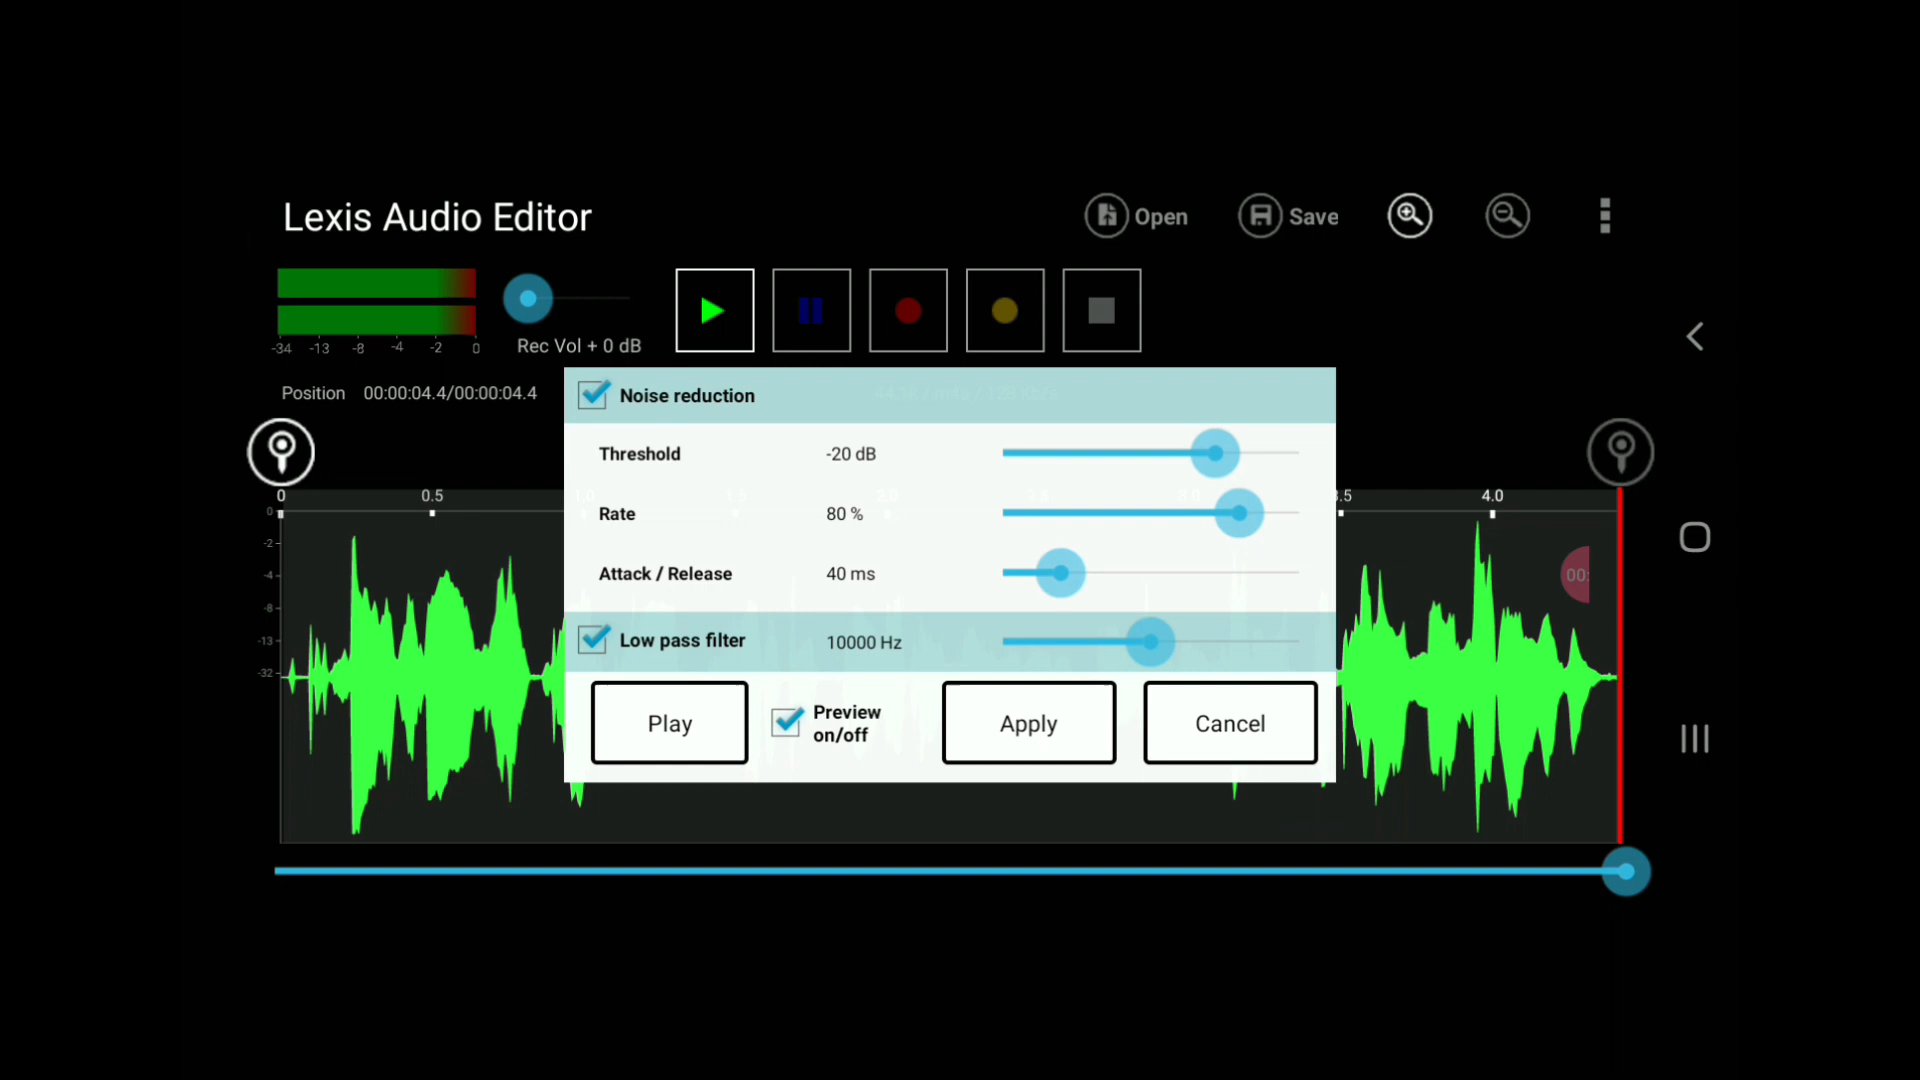 Lexis Audio Editor
Open
Save
-34 -13 -8 -4 -2 0
Rec Vol + 0 dB
Position 00:00:04.4/00:00:04.4
Noise reduction
Threshold -20 dB
Rate 80 %
Attack / Release 40 ms
Low pass filter 10000 Hz
Play
Preview
on/off
Apply
Cancel
0 0.5 4.0
0
-2
-4
-8
-13
-32
00: